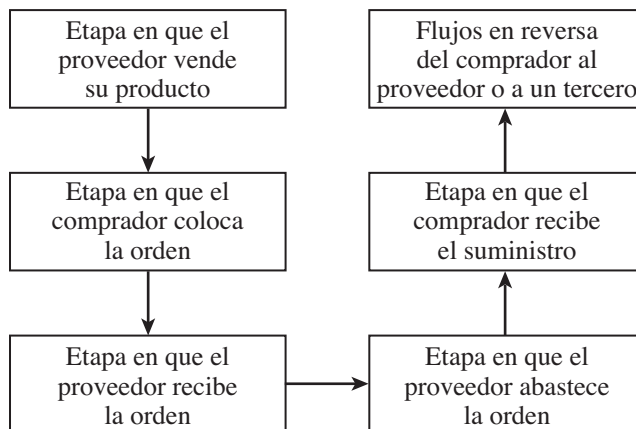 Etapa en que el
proveedor vende
su producto
Etapa en que el
comprador coloca
la orden
Etapa en que el
proveedor recibe
la orden
Etapa en que el
proveedor abastece
la orden
Etapa en que el
comprador recibe
el suministro
Flujos en reversa
del comprador al
proveedor o a un tercero